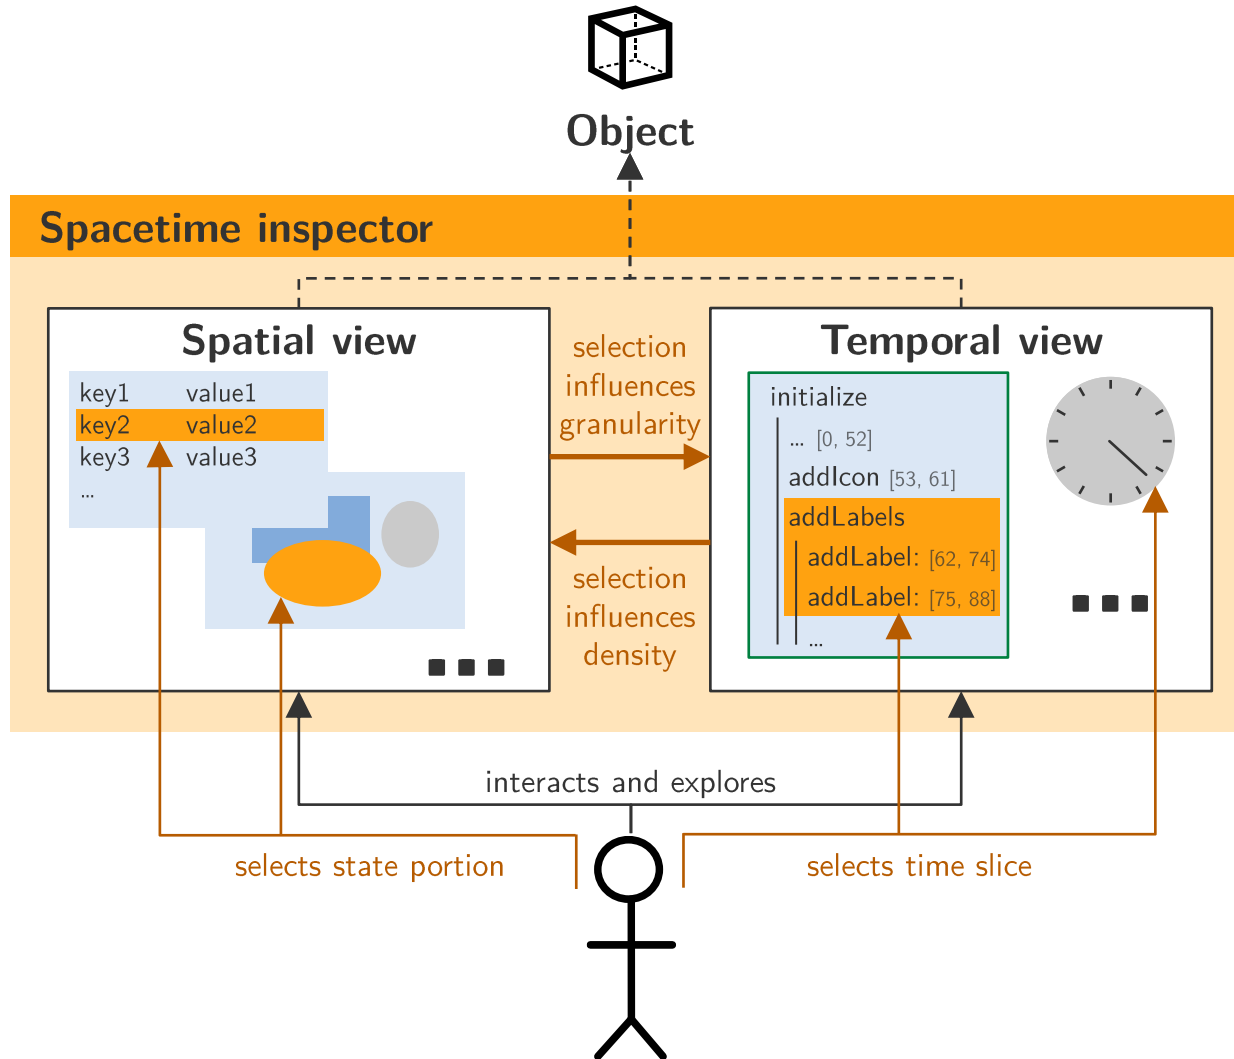 Object
Spacetime inspector
Spatial view
key1 value1
key2 value2
key3 value3
...
selection
influences
granularity
selection
influences
density
Temporal view
initialize
... [0, 52]
addIcon [53, 61]
addLabels
addLabel: [62, 74]
addLabel: [75, 88]
...
interacts and explores
selects state portion
selects time slice